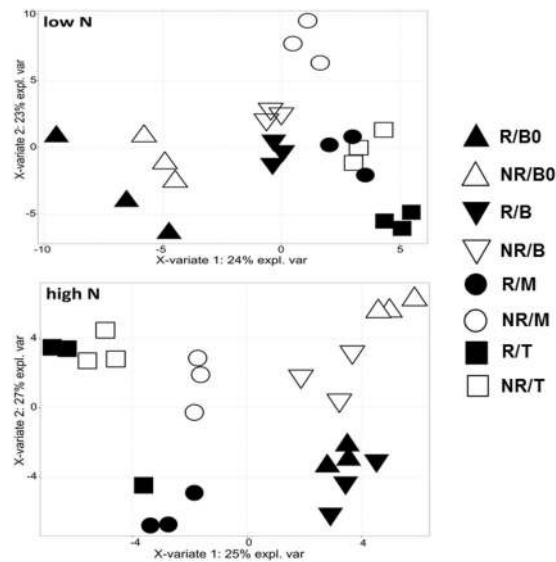 low N
10
5
0
-5
-10
-5
0
5
X-variate 2: 23% expl. var
X-variate 1: 24% expl. var
high N
4
0
-4
-4
0
4
X-variate 2: 27% expl. var
X-variate 1: 25% expl. var
R/B0
NR/B0
R/B
NR/B
R/M
NR/M
R/T
NR/T